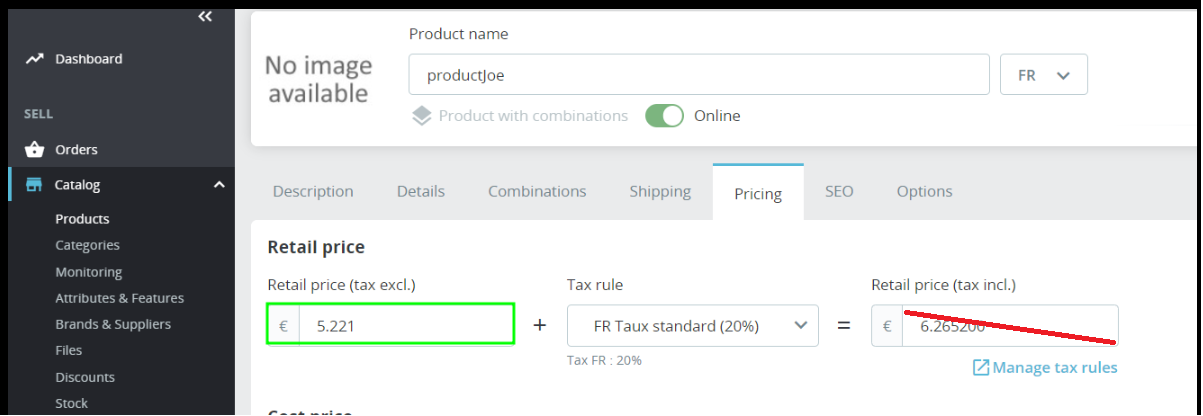 Product name
No image
available
productJoe
FR
Product with combinations
Online
Dashboard
SELL
Orders
Catalog
Products
Categories
Monitoring
Attributes & Features
Brands & Suppliers
Files
Discounts
Stock
Description
Details
Combinations
Shipping
Pricing
SEO
Options
Retail price
Retail price (tax excl.)
€ 5.221
+
Tax rule
FR Taux standard (20%)
Tax FR : 20%
=
Retail price (tax incl.)
€ 6.265200
Manage tax rules
Cost price